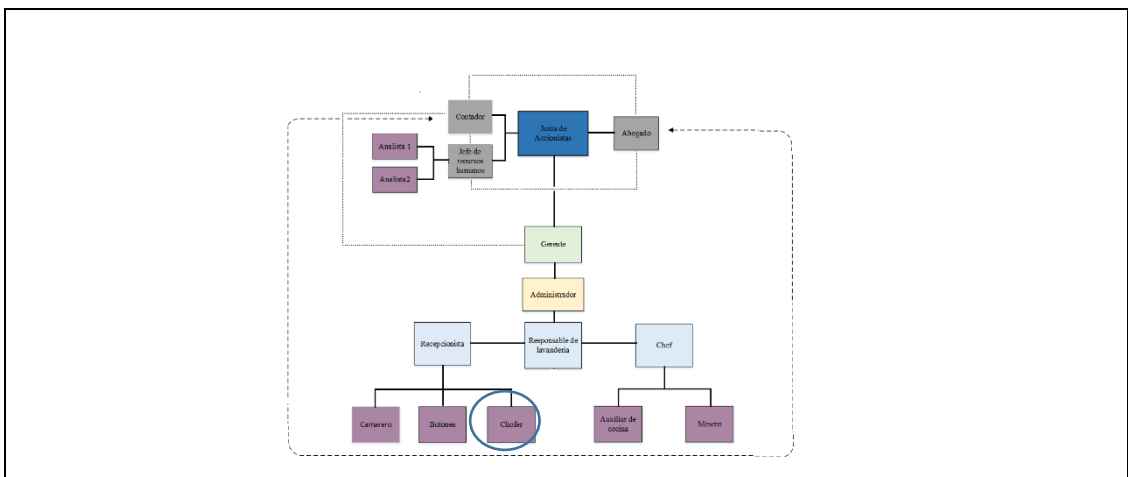 Contador
Junta de
Accionistas
Abogado
Analista 1
Jefe de
recursos
humanos
Analista2
Gerente
Administrador
Recepcionista
Responsable de
lavanderia
Chef
Camarero
Botones
Chofer
Auxiliar de
cocina
Mesero